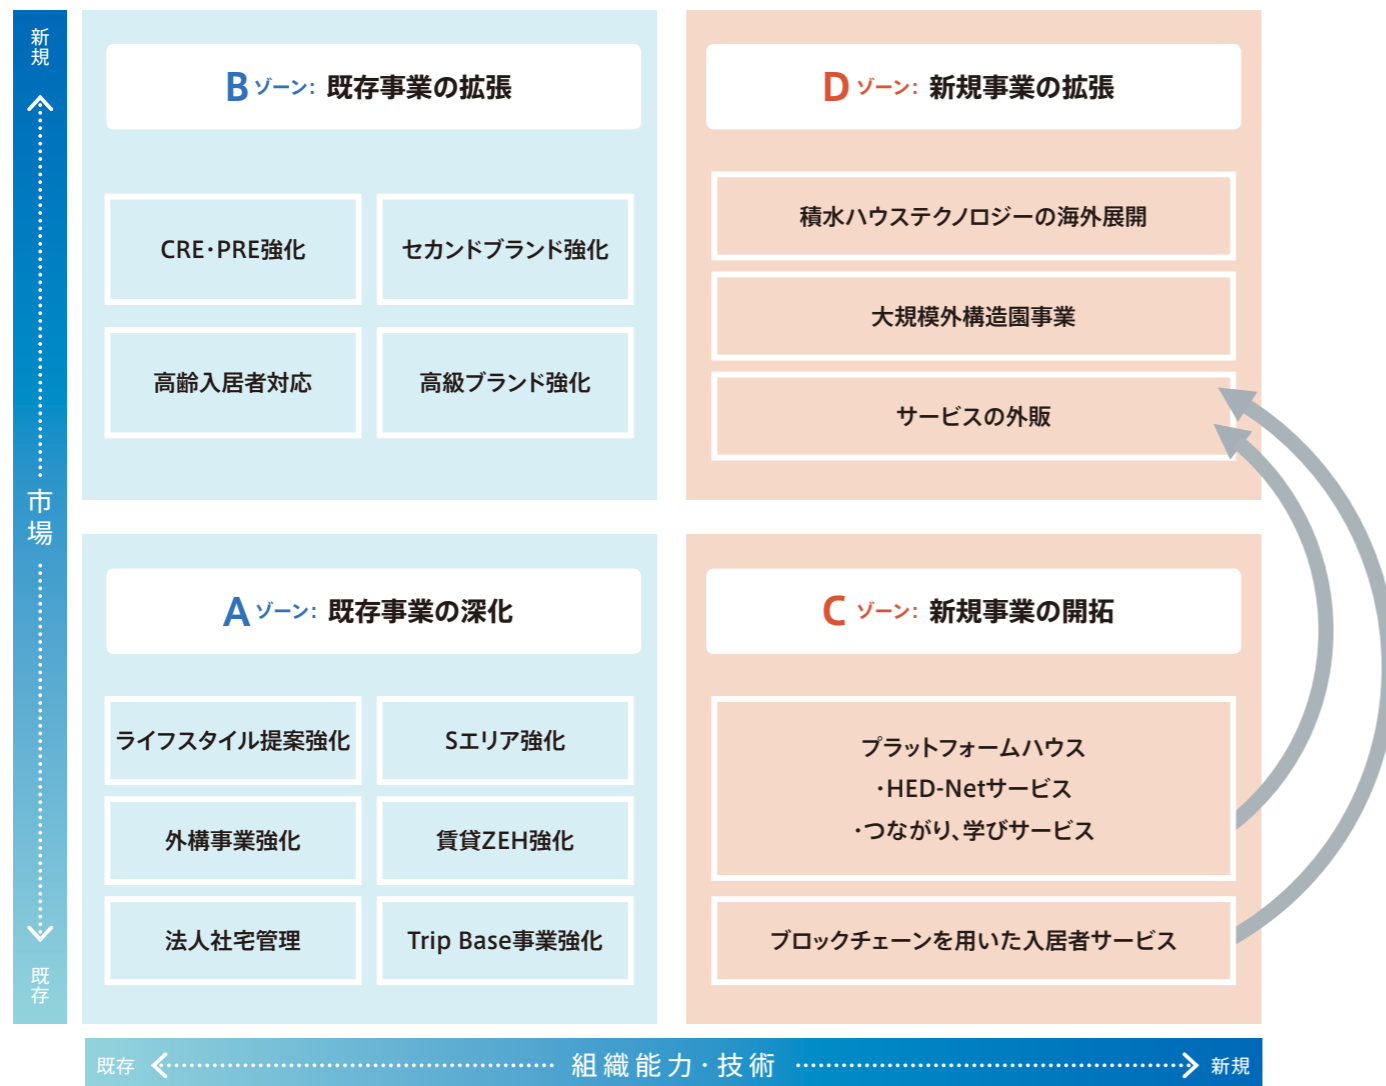 新規
市場
既存
Bゾーン：既存事業の拡張
CRE・PRE強化
セカンドブランド強化
高齢入居者対応
高級ブランド強化
Dゾーン：新規事業の拡張
積水ハウステクノロジーの海外展開
大規模外構造園事業
サービスの外販
Aゾーン：既存事業の深化
ライフスタイル提案強化
Sエリア強化
外構事業強化
賃貸ZEH強化
法人社宅管理
Trip Base事業強化
Cゾーン：新規事業の開拓
プラットフォームハウス
・HED-Netサービス
・つながり、学びサービス
ブロックチェーンを用いた入居者サービス
既存
組織能力・技術
新規